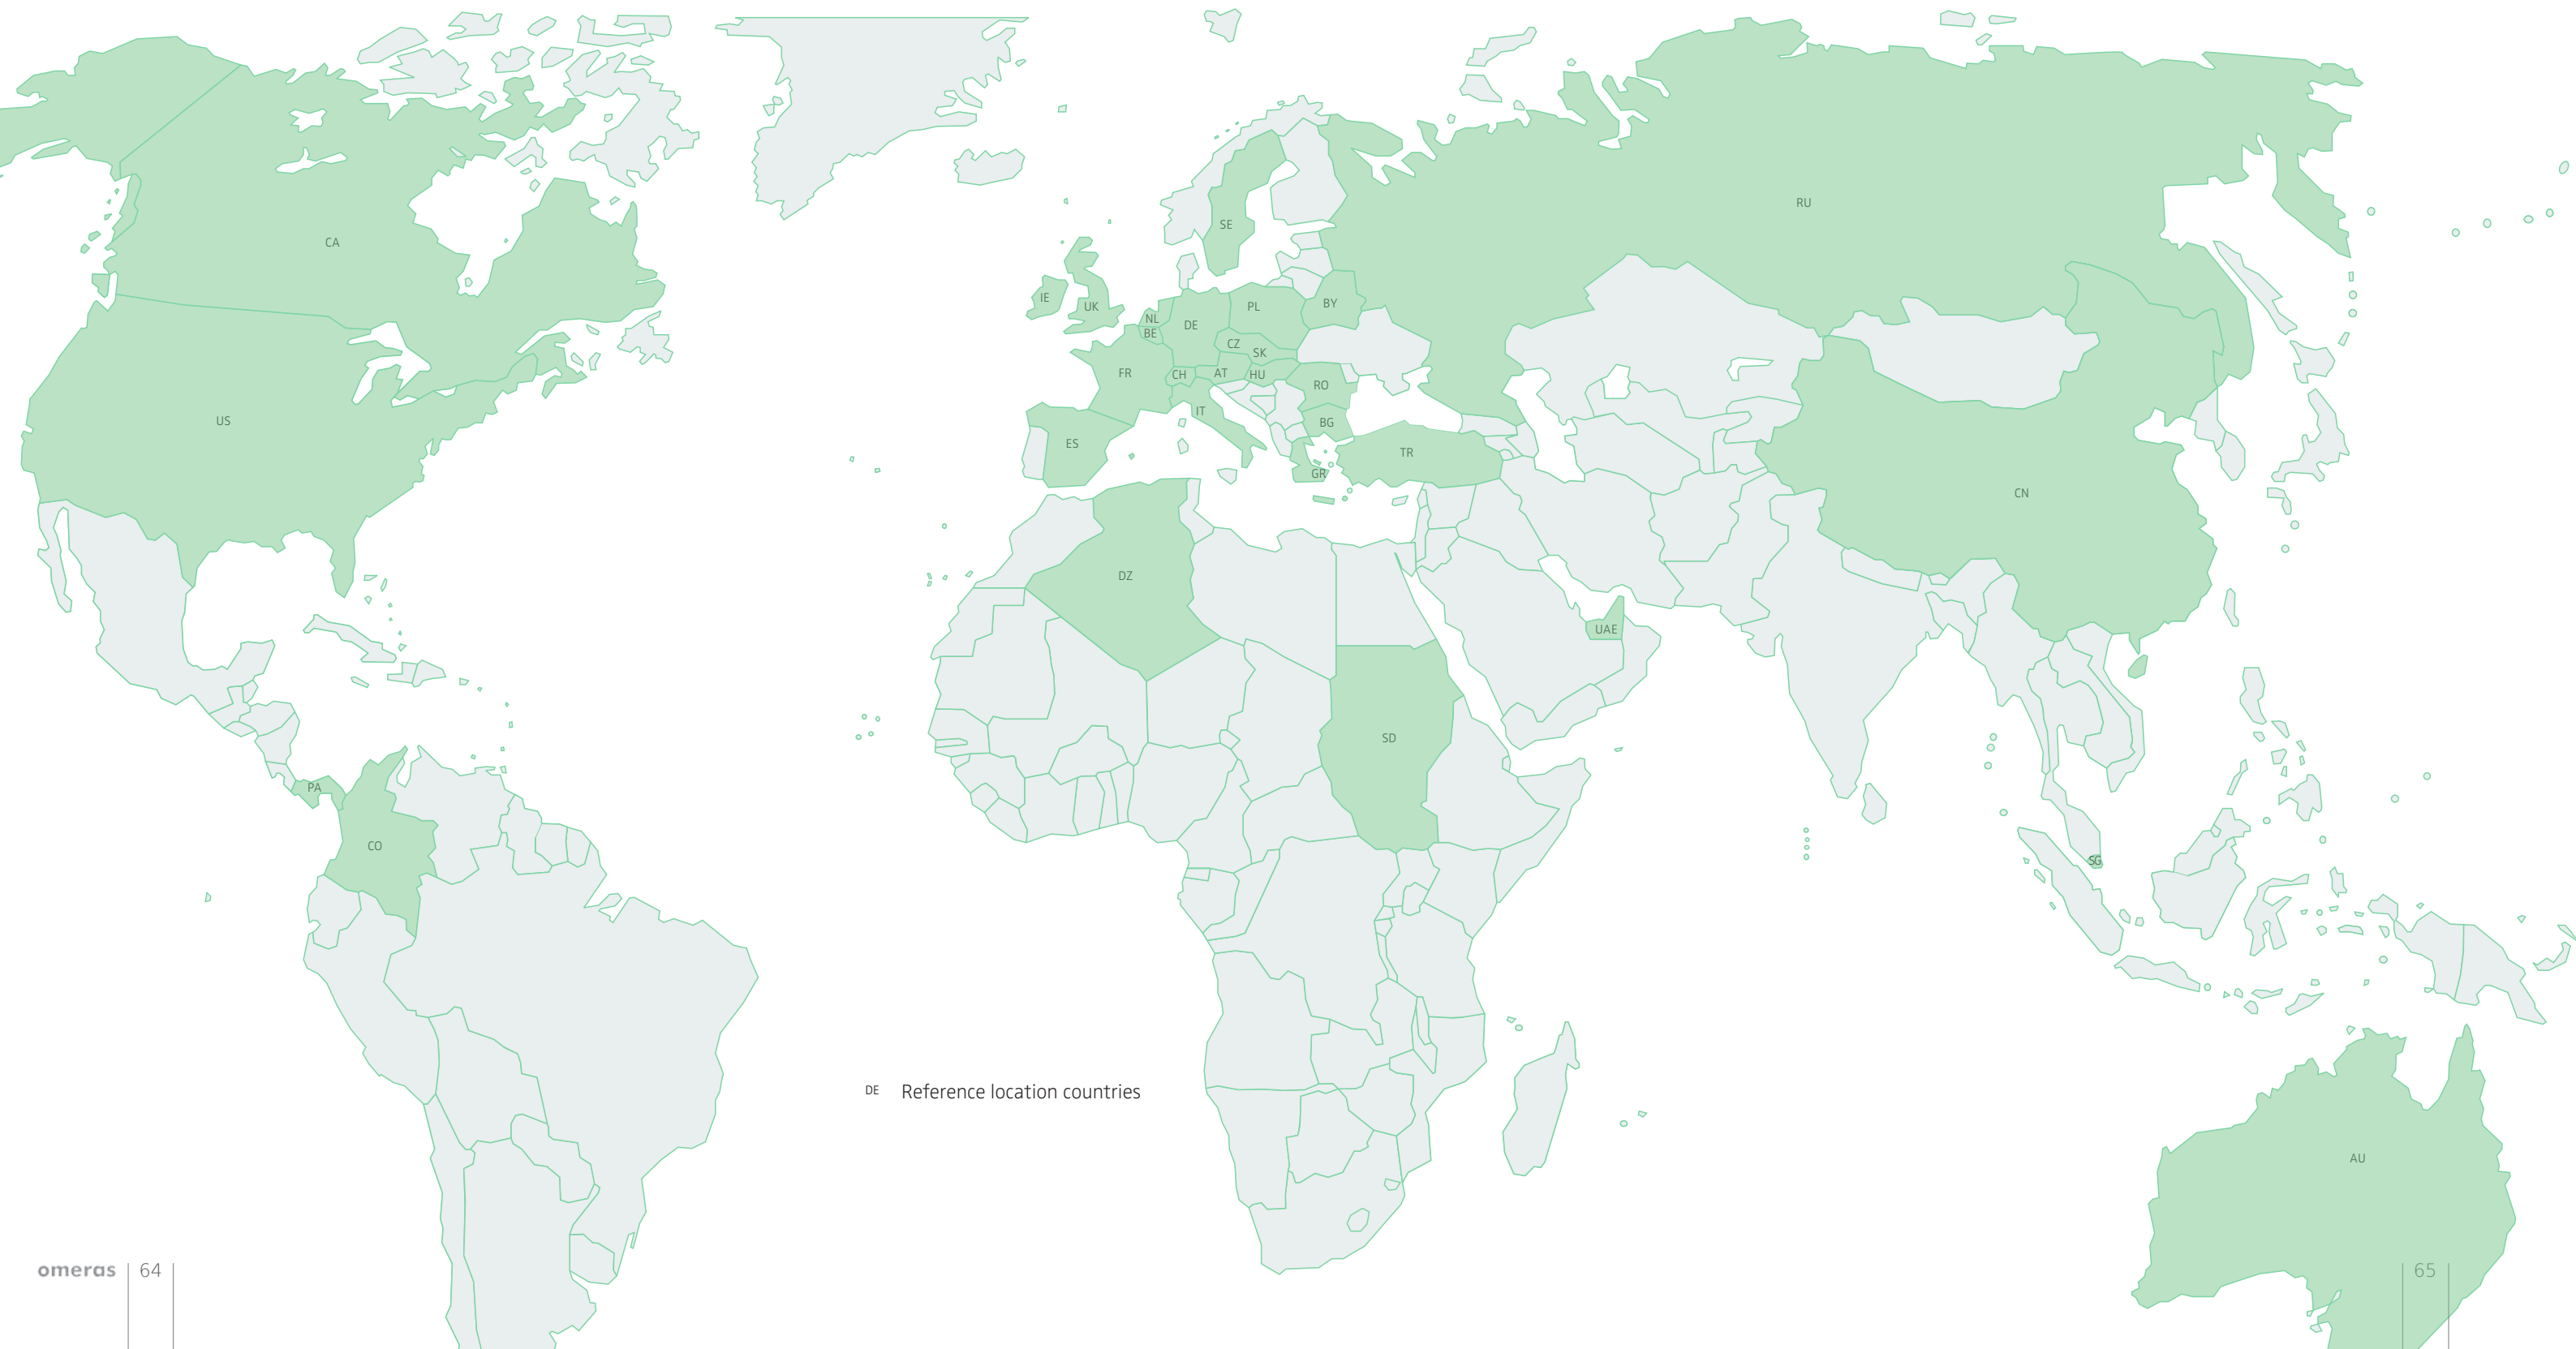 RU
SE
CA
IE
UK
NL
BE
DE
PL
BY
CZ
SK
FR
CH
AT
HU
RO
IT
BG
US
ES
TR
GR
CN
DZ
UAE
SD
PA
CO
SG
DE Reference location countries
AU
omeras 64
65